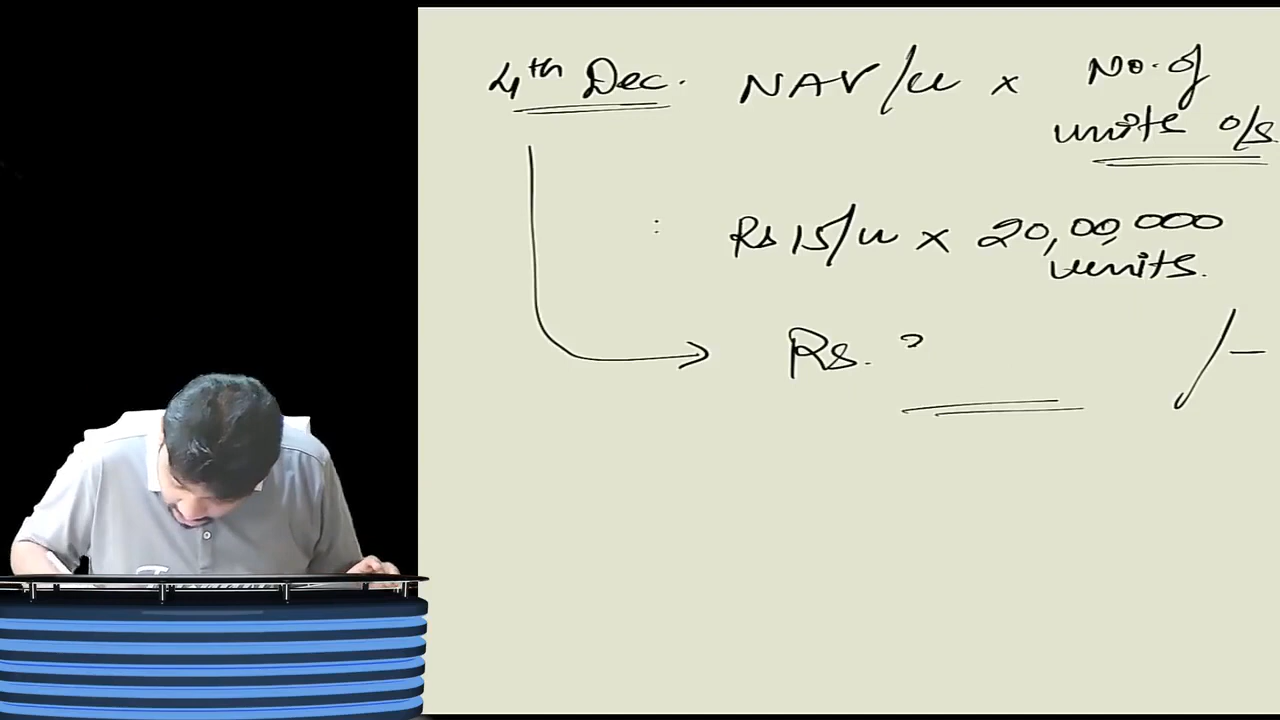 4th Dec. NAV/u x No. of
units o/s.
: Rs 15/u x 20,00,000
units.
Rs. ? /-